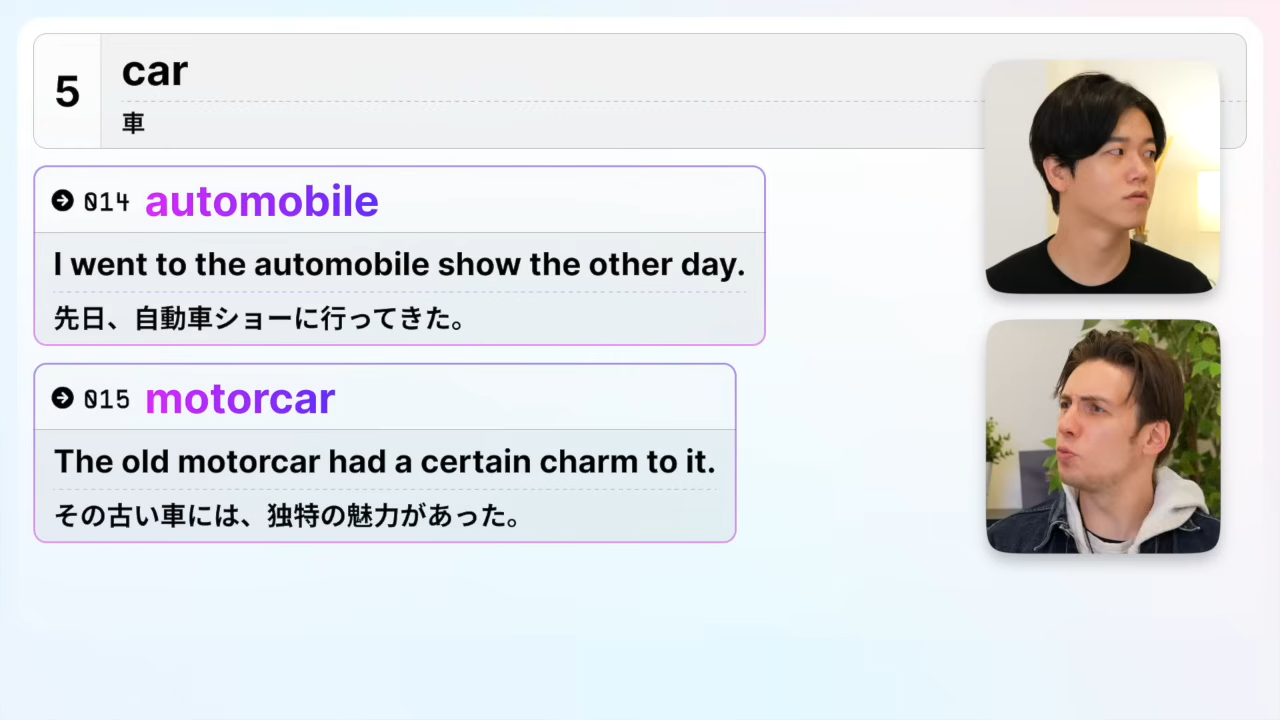 5
car
車
014 automobile
I went to the automobile show the other day.
先日、自動車ショーに行ってきた。
015 motorcar
The old motorcar had a certain charm to it.
その古い車には、独特の魅力があった。